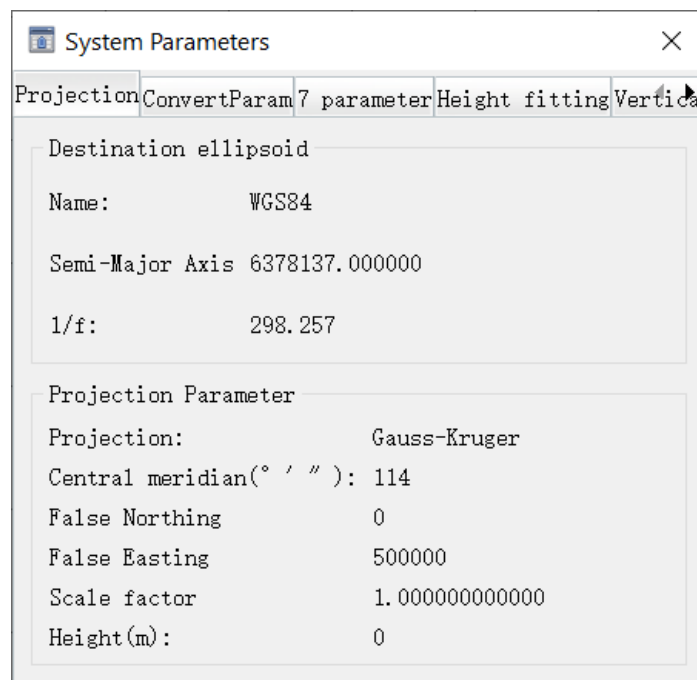 System Parameters
Projection ConvertParam 7 parameter Height fitting
Destination ellipsoid
Name: WGS84
Semi-Major Axis 6378137.000000
1/f: 298.257
Projection Parameter
Projection: Gauss-Kruger
Central meridian(° ′ ″ ): 114
False Northing 0
False Easting 500000
Scale factor 1.000000000000
Height(m): 0